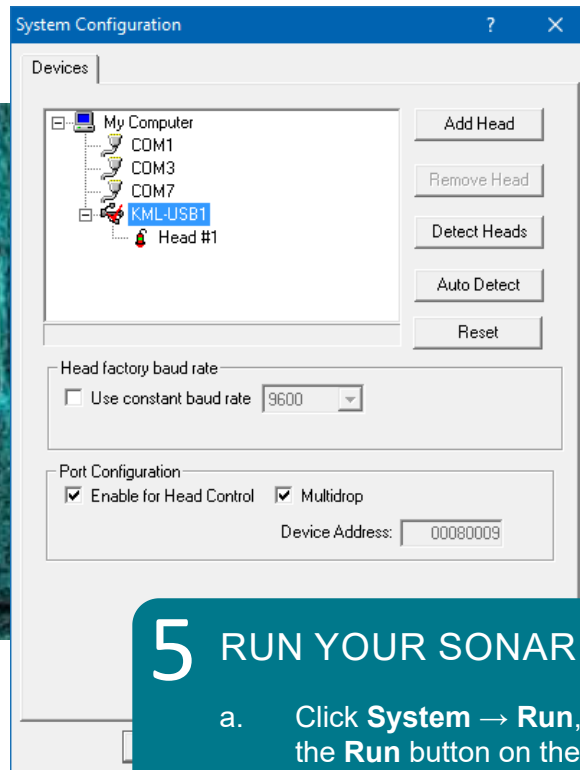 System Configuration ? ×
Devices
My Computer
COM1
COM3
COM7
KML-USB1
Head #1
Add Head
Remove Head
Detect Heads
Auto Detect
Reset
Head factory baud rate
Use constant baud rate 9600
Port Configuration
Enable for Head Control Multidrop
Device Address: 00080009
5 RUN YOUR SONAR
a. Click System → Run,
the Run button on the